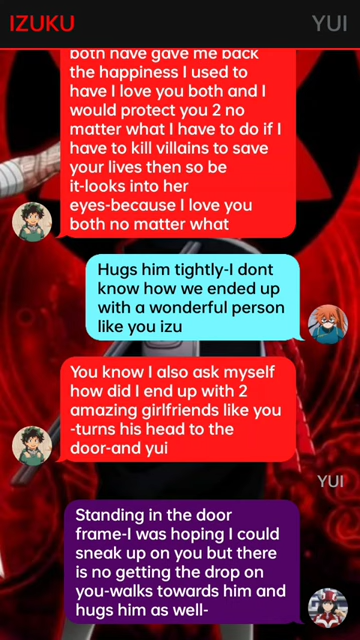 IZUKU
YUI
both have gave me back
the happiness I used to
have I love you both and I
would protect you 2 no
matter what I have to do if I
have to kill villains to save
your lives then so be
it-looks into her
eyes-because I love you
both no matter what
Hugs him tightly-I dont
know how we ended up
with a wonderful person
like you izu
You know I also ask myself
how did I end up with 2
amazing girlfriends like you
-turns his head to the
door-and yui
YUI
Standing in the door
frame-I was hoping I could
sneak up on you but there
is no getting the drop on
you-walks towards him and
hugs him as well-